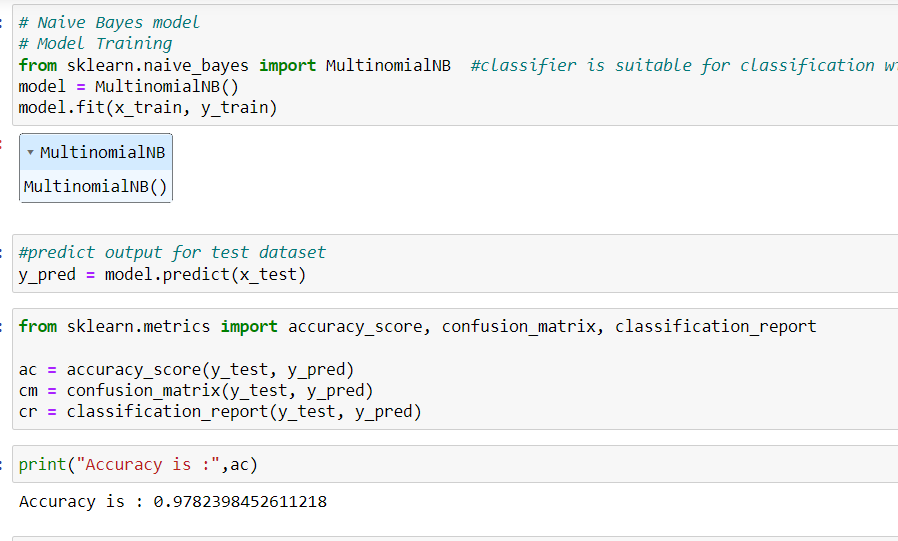 # Naive Bayes model
# Model Training
from sklearn.naive_bayes import MultinomialNB  #classifier is suitable for classification
model = MultinomialNB()
model.fit(x_train, y_train)
▾ MultinomialNB
MultinomialNB()
#predict output for test dataset
y_pred = model.predict(x_test)
from sklearn.metrics import accuracy_score, confusion_matrix, classification_report
ac = accuracy_score(y_test, y_pred)
cm = confusion_matrix(y_test, y_pred)
cr = classification_report(y_test, y_pred)
print("Accuracy is :",ac)
Accuracy is : 0.9782398452611218